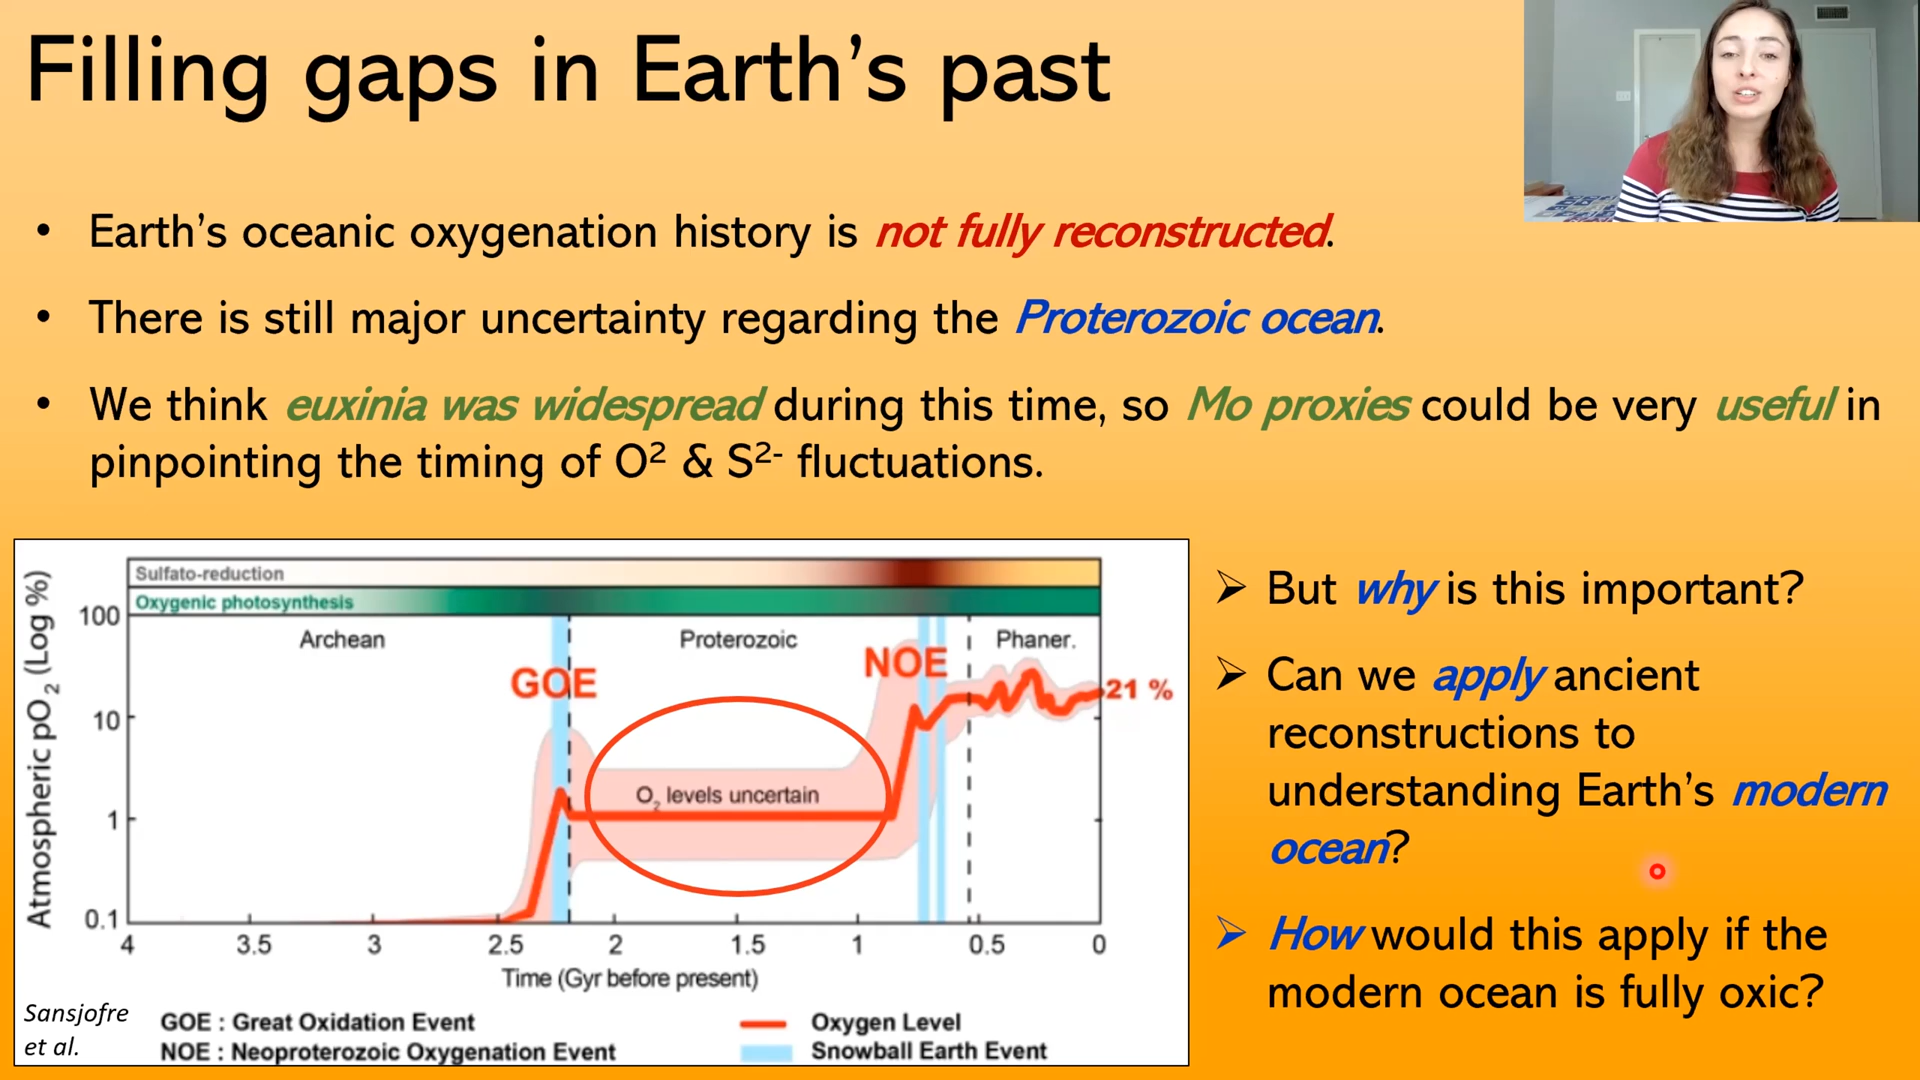 Filling gaps in Earth’s past
• Earth’s oceanic oxygenation history is not fully reconstructed.
• There is still major uncertainty regarding the Proterozoic ocean.
• We think euxinia was widespread during this time, so Mo proxies could be very useful in
pinpointing the timing of O² & S²⁻ fluctuations.
Sulfato-reduction
Oxygenic photosynthesis
Atmospheric pO₂ (Log %)
100
10
1
0.1
Archean
Proterozoic
Phaner.
GOE
NOE
21 %
O₂ levels uncertain
4 3.5 3 2.5 2 1.5 1 0.5 0
Time (Gyr before present)
Sansjofre
et al.
GOE : Great Oxidation Event
NOE : Neoproterozoic Oxygenation Event
Oxygen Level
Snowball Earth Event
➢ But why is this important?
➢ Can we apply ancient
reconstructions to
understanding Earth’s modern
ocean?
➢ How would this apply if the
modern ocean is fully oxic?